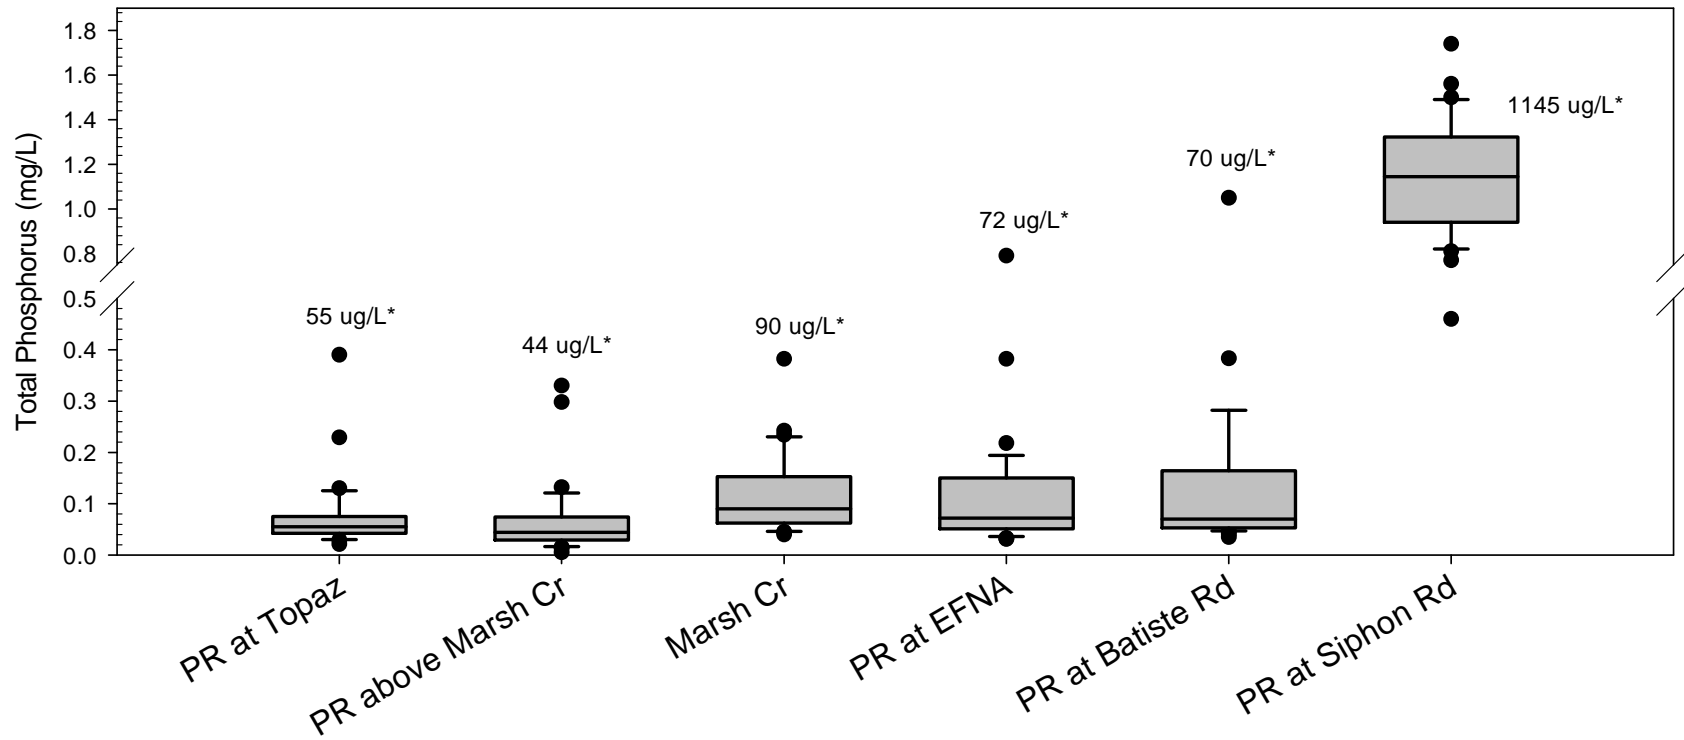 Total Phosphorus (mg/L)
1.8
1.6
1.4
1.2
1.0
0.8
0.5
0.4
0.3
0.2
0.1
0.0
55 ug/L*
44 ug/L*
90 ug/L*
72 ug/L*
70 ug/L*
1145 ug/L*
PR at Topaz
PR above Marsh Cr
Marsh Cr
PR at EFNA
PR at Batiste Rd
PR at Siphon Rd